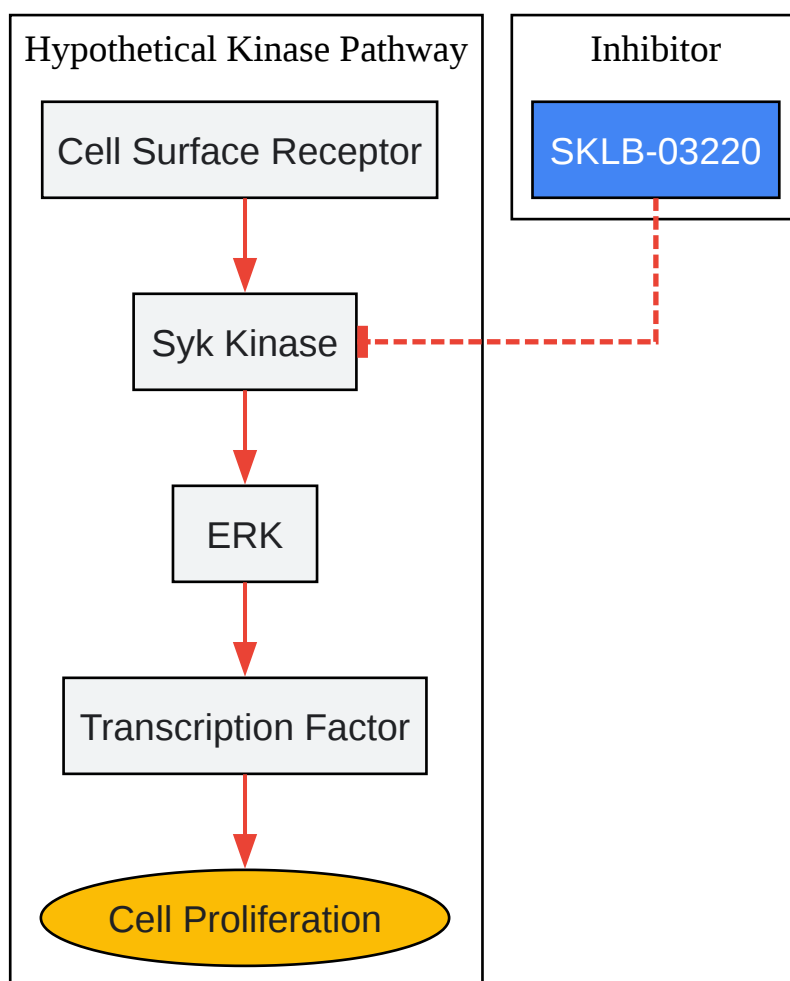 Hypothetical Kinase Pathway
Cell Surface Receptor
Syk Kinase
ERK
Transcription Factor
Cell Proliferation
Inhibitor
SKLB-03220